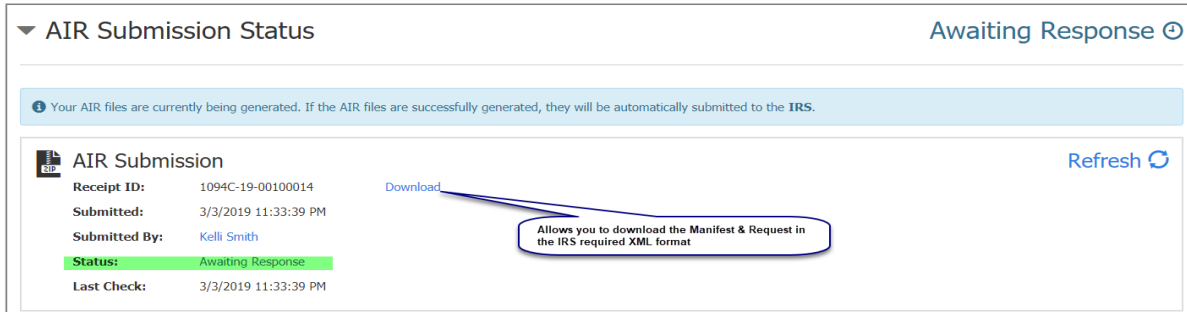 AIR Submission Status
Awaiting Response
Your AIR files are currently being generated. If the AIR files are successfully generated, they will be automatically submitted to the IRS.
ZIP
AIR Submission
Refresh
Receipt ID: 1094C-19-00100014 Download
Submitted: 3/3/2019 11:33:39 PM
Submitted By: Kelli Smith
Status: Awaiting Response
Last Check: 3/3/2019 11:33:39 PM
Allows you to download the Manifest & Request in
the IRS required XML format